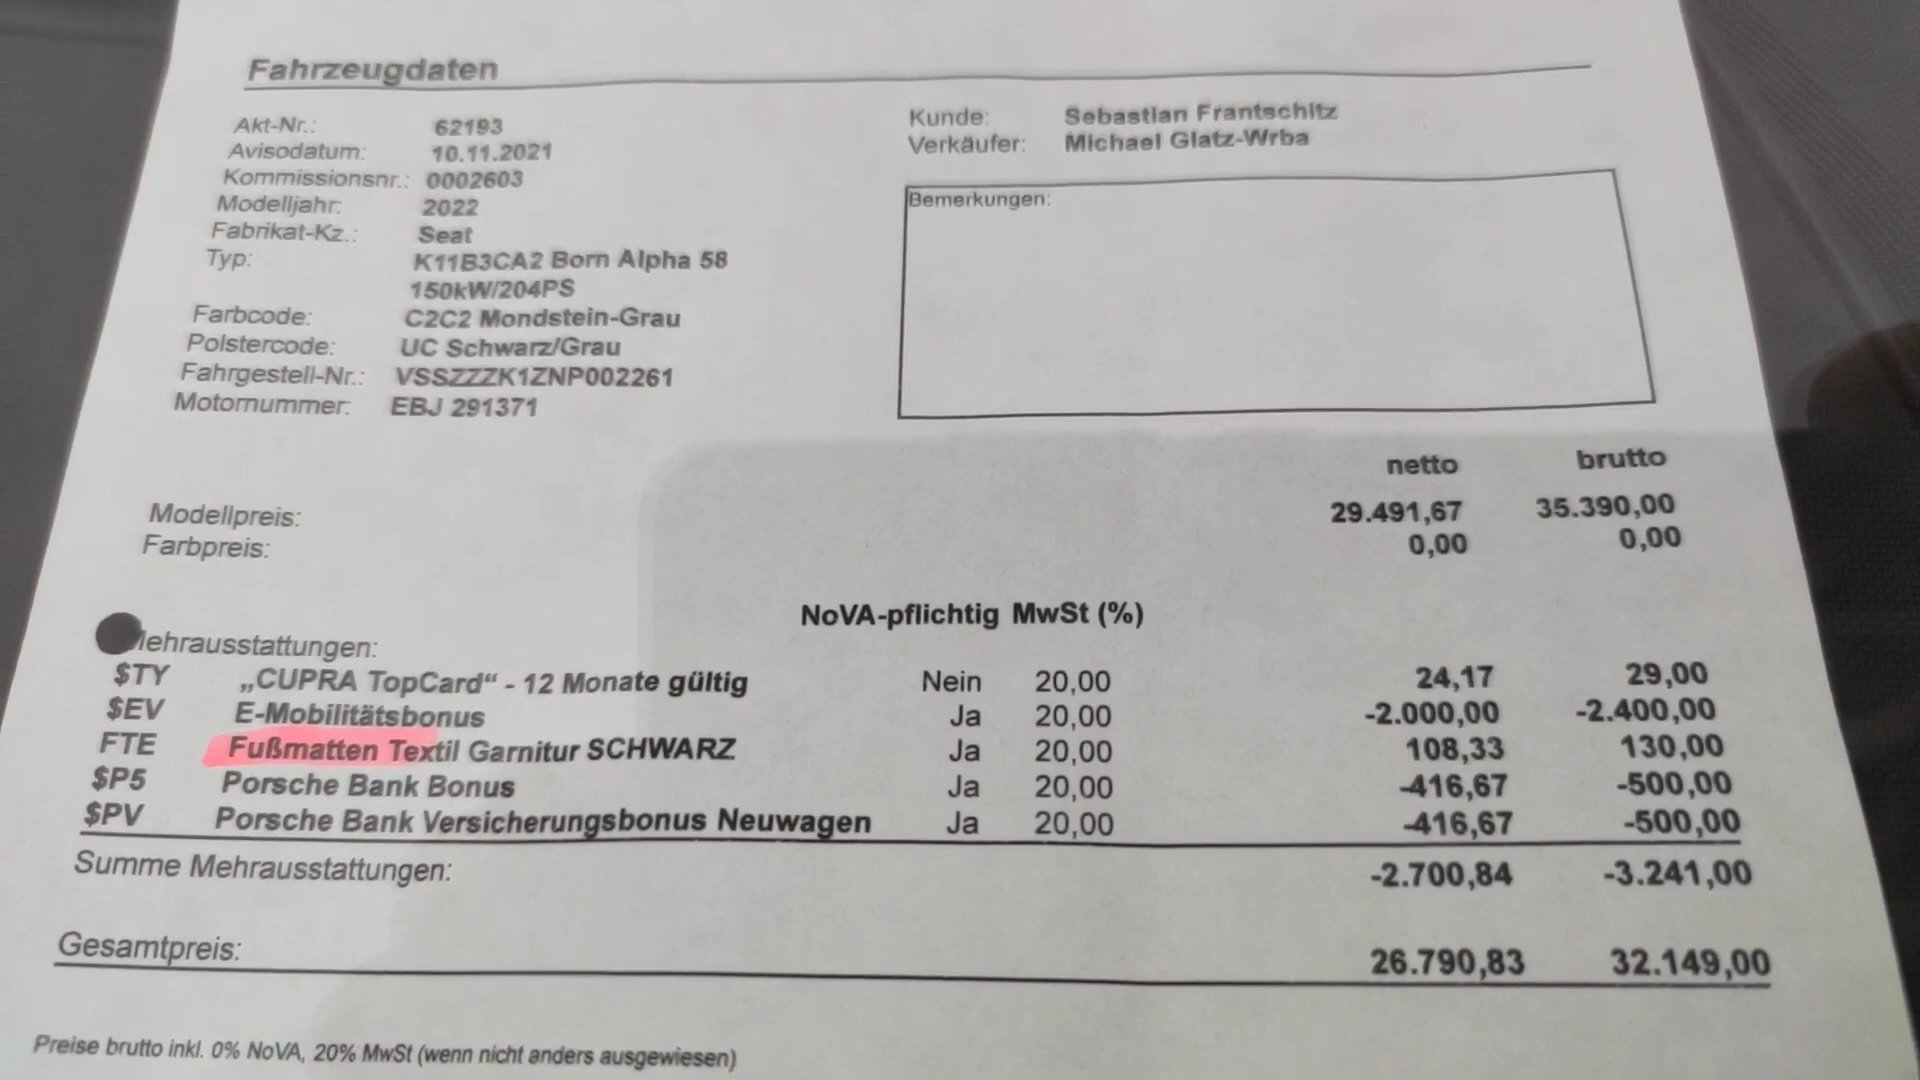 Fahrzeugdaten
Akt-Nr.: 62193
Avisodatum: 10.11.2021
Kommissionsnr.: 0002603
Modelljahr: 2022
Fabrikat-Kz.: Seat
Typ: K11B3CA2 Born Alpha 58
150kW/204PS
Farbcode: C2C2 Mondstein-Grau
Polstercode: UC Schwarz/Grau
Fahrgestell-Nr.: VSSZZZK1ZNP002261
Motornummer: EBJ 291371
Kunde: Sebastian Frantschitz
Verkäufer: Michael Glatz-Wrba
Bemerkungen:
netto brutto
Modellpreis: 29.491,67 35.390,00
Farbpreis: 0,00 0,00
NoVA-pflichtig MwSt (%)
Mehrausstattungen:
$TY „CUPRA TopCard“ - 12 Monate gültig Nein 20,00 24,17 29,00
$EV E-Mobilitätsbonus Ja 20,00 -2.000,00 -2.400,00
FTE Fußmatten Textil Garnitur SCHWARZ Ja 20,00 108,33 130,00
$P5 Porsche Bank Bonus Ja 20,00 -416,67 -500,00
$PV Porsche Bank Versicherungsbonus Neuwagen Ja 20,00 -416,67 -500,00
Summe Mehrausstattungen: -2.700,84 -3.241,00
Gesamtpreis: 26.790,83 32.149,00
Preise brutto inkl. 0% NoVA, 20% MwSt (wenn nicht anders ausgewiesen)